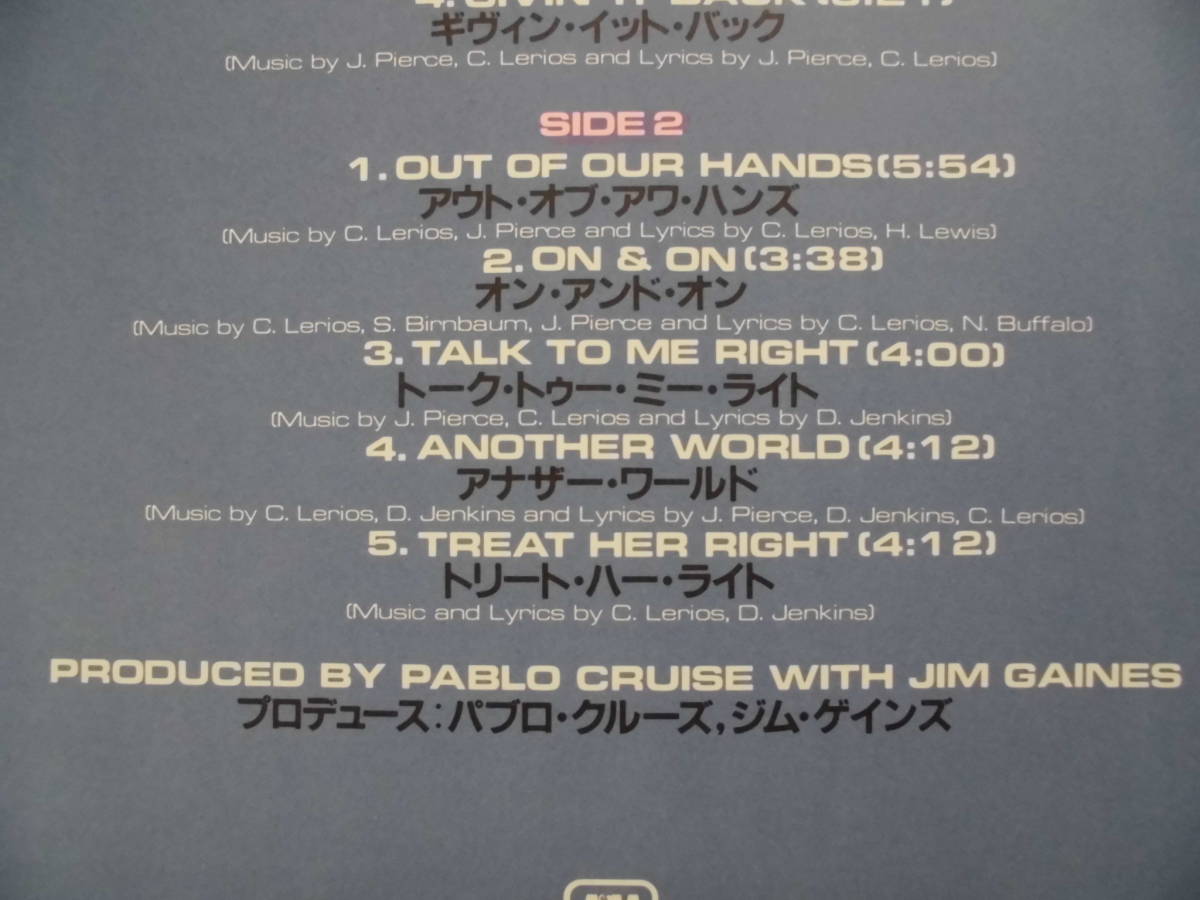 4. GIVIN' IT BACK (3:21)
ギヴィン・イット・バック
(Music by J. Pierce, C. Lerios and Lyrics by J. Pierce, C. Lerios)
SIDE 2
1. OUT OF OUR HANDS (5:54)
アウト・オブ・アワ・ハンズ
(Music by C. Lerios, J. Pierce and Lyrics by C. Lerios, H. Lewis)
2. ON & ON (3:38)
オン・アンド・オン
(Music by C. Lerios, S. Birnbaum, J. Pierce and Lyrics by C. Lerios, N. Buffalo)
3. TALK TO ME RIGHT (4:00)
トーク・トゥー・ミー・ライト
(Music by J. Pierce, C. Lerios and Lyrics by D. Jenkins)
4. ANOTHER WORLD (4:12)
アナザー・ワールド
(Music by C. Lerios, D. Jenkins and Lyrics by J. Pierce, D. Jenkins, C. Lerios)
5. TREAT HER RIGHT (4:12)
トリート・ハー・ライト
(Music and Lyrics by C. Lerios, D. Jenkins)
PRODUCED BY PABLO CRUISE WITH JIM GAINES
プロデュース：パブロ・クルーズ,ジム・ゲインズ